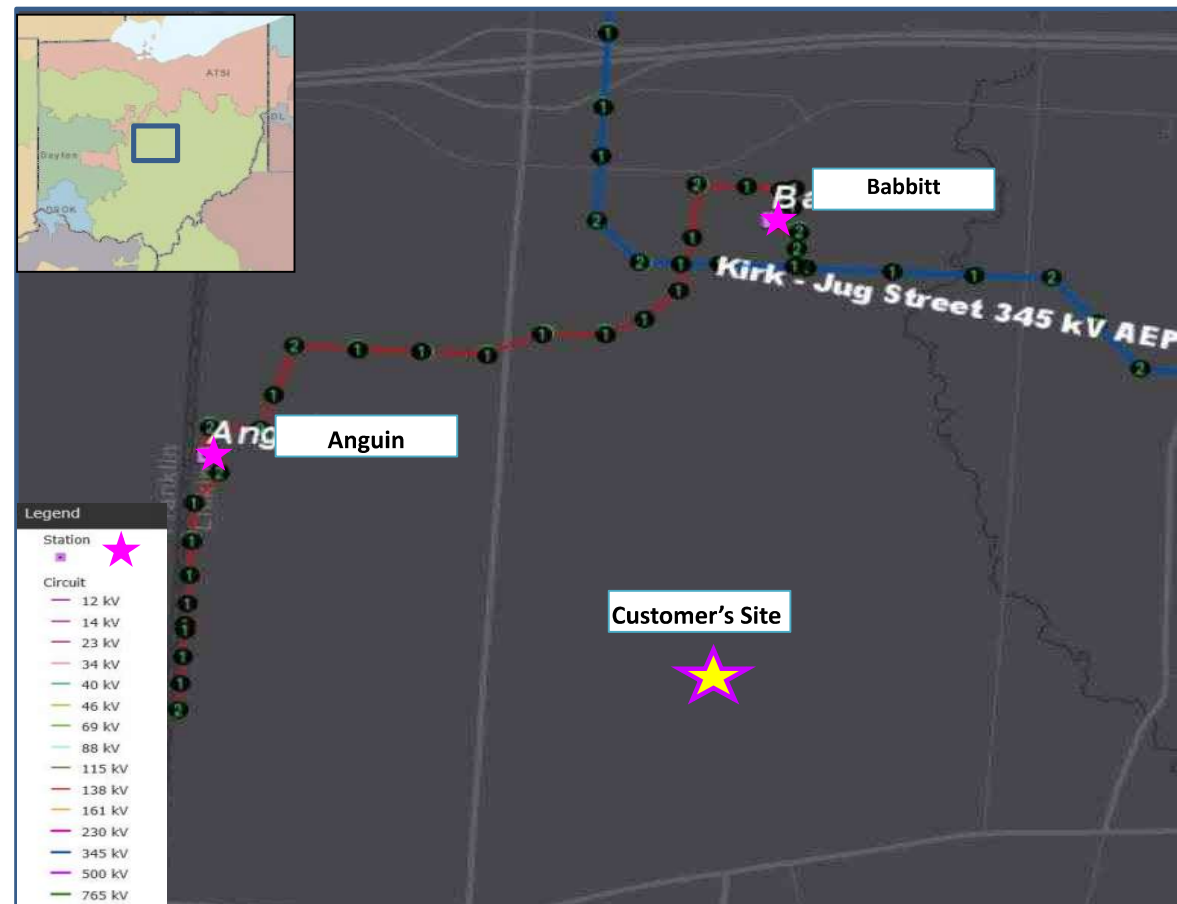 ATSI
DL
Dayton
Babbitt
Ba
Kirk - Jug Street 345 kV AEP
Ang
Anguin
Customer's Site
Legend
Station
Circuit
12 kV
14 kV
23 kV
34 kV
40 kV
46 kV
69 kV
88 kV
115 kV
138 kV
161 kV
230 kV
345 kV
500 kV
765 kV